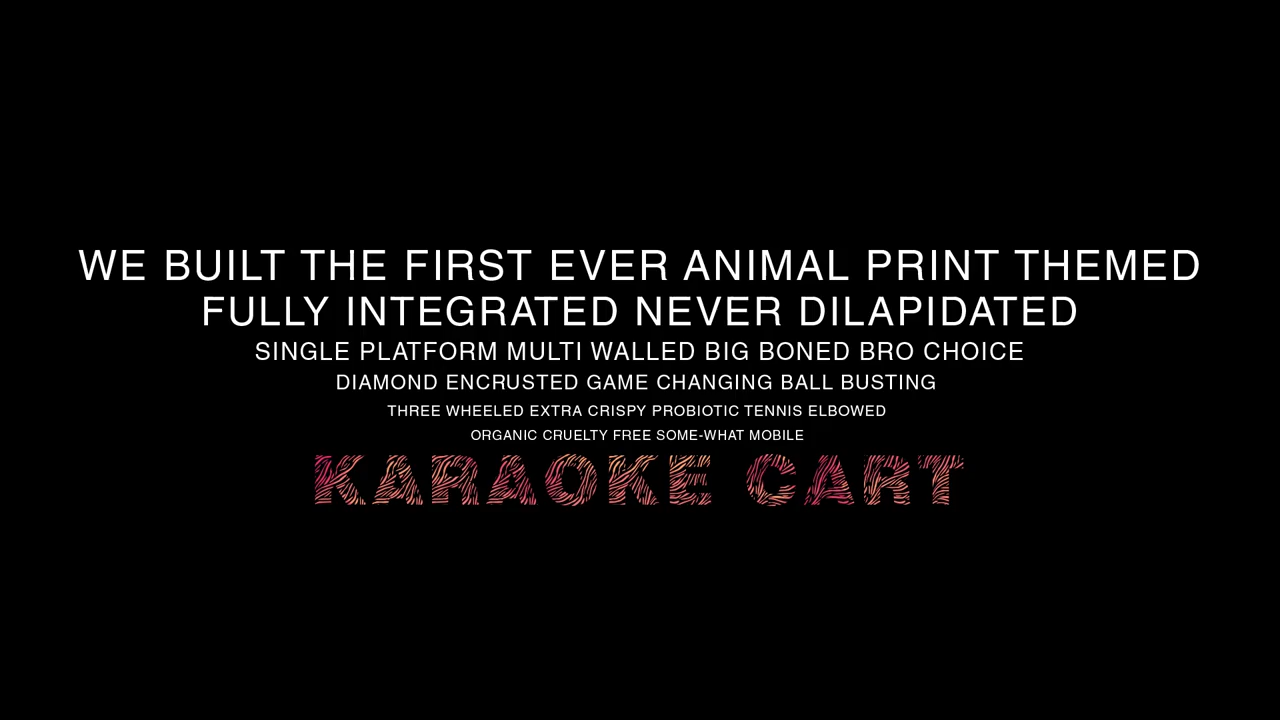 WE BUILT THE FIRST EVER ANIMAL PRINT THEMED
FULLY INTEGRATED NEVER DILAPIDATED
SINGLE PLATFORM MULTI WALLED BIG BONED BRO CHOICE
DIAMOND ENCRUSTED GAME CHANGING BALL BUSTING
THREE WHEELED EXTRA CRISPY PROBIOTIC TENNIS ELBOWED
ORGANIC CRUELTY FREE SOME-WHAT MOBILE
KARAOKE CART